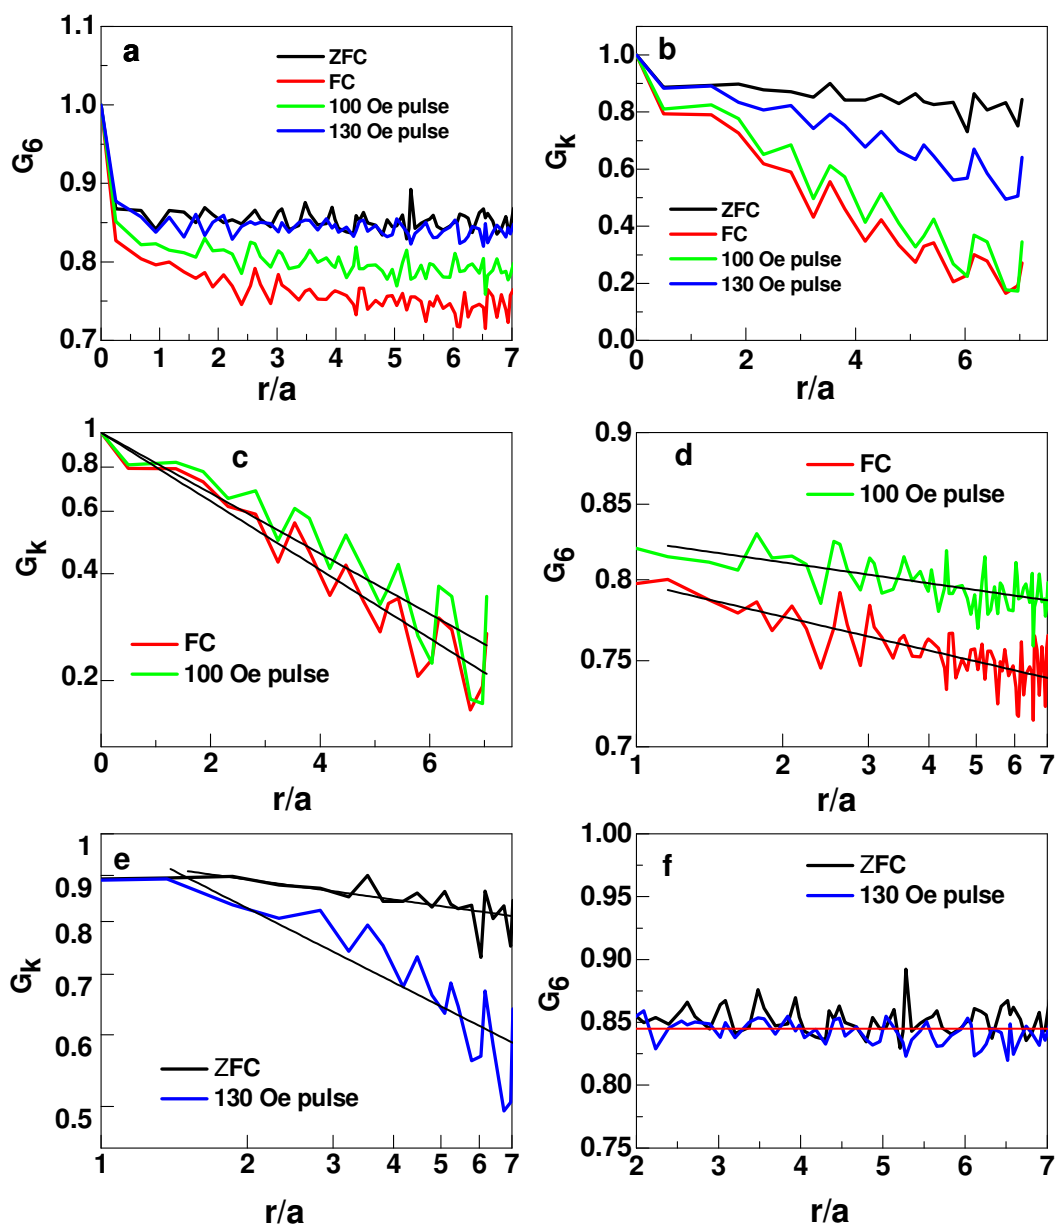 a
ZFC
FC
100 Oe pulse
130 Oe pulse
1.1
1.0
0.9
0.8
0.7
0 1 2 3 4 5 6 7
G6
r/a
b
ZFC
FC
100 Oe pulse
130 Oe pulse
1.0
0.8
0.6
0.4
0.2
0.0
0 2 4 6
Gk
r/a
c
FC
100 Oe pulse
1
0.8
0.6
0.4
0.2
0 2 4 6
Gk
r/a
d
FC
100 Oe pulse
0.9
0.85
0.8
0.75
0.7
1 2 3 4 5 6 7
G6
r/a
e
ZFC
130 Oe pulse
1
0.9
0.8
0.7
0.6
0.5
1 2 3 4 5 6 7
Gk
r/a
f
ZFC
130 Oe pulse
1.00
0.95
0.90
0.85
0.80
0.75
2 3 4 5 6 7
G6
r/a